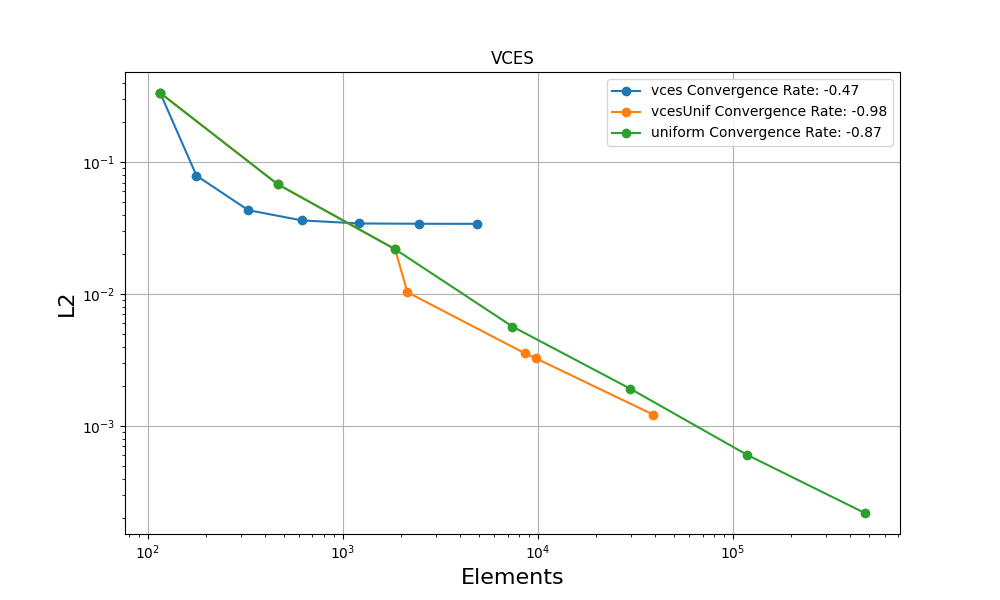 VCES
vces Convergence Rate: -0.47
vcesUnif Convergence Rate: -0.98
uniform Convergence Rate: -0.87
L2
10⁻¹
10⁻²
10⁻³
10² 10³ 10⁴ 10⁵
Elements